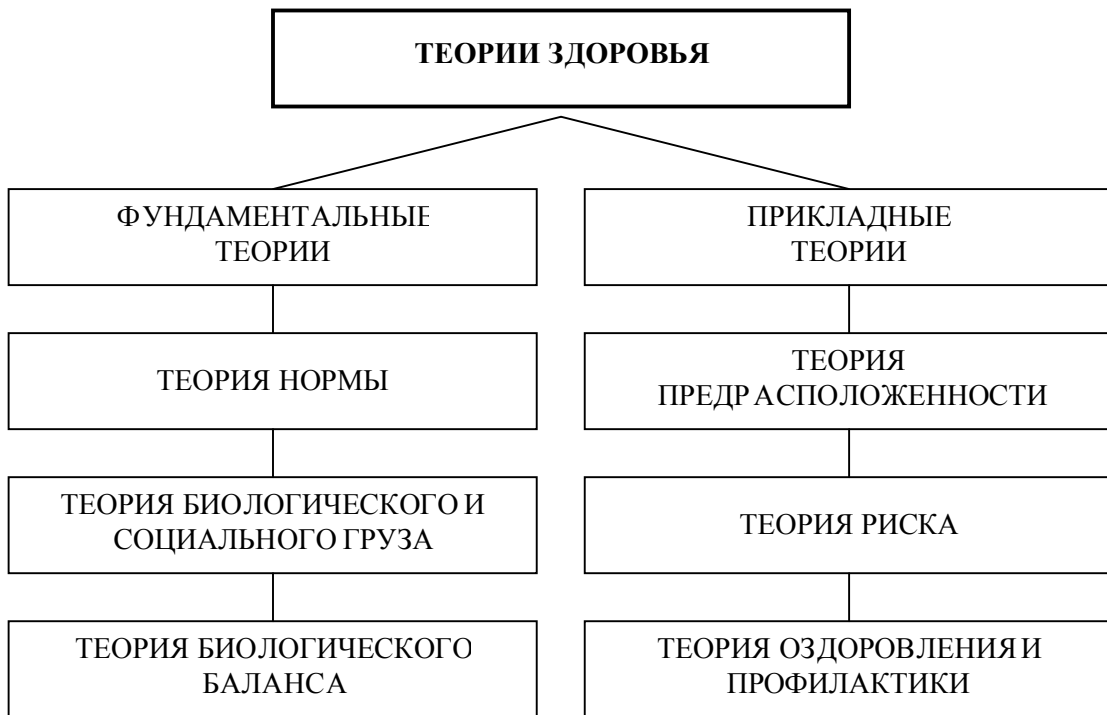 ТЕОРИИ ЗДОРОВЬЯ
ФУНДАМЕНТАЛЬНЫЕ
ТЕОРИИ
ПРИКЛАДНЫЕ
ТЕОРИИ
ТЕОРИЯ НОРМЫ
ТЕОРИЯ
ПРЕДРАСПОЛОЖЕННОСТИ
ТЕОРИЯ БИОЛОГИЧЕСКОГО И
СОЦИАЛЬНОГО ГРУЗА
ТЕОРИЯ РИСКА
ТЕОРИЯ БИОЛОГИЧЕСКОГО
БАЛАНСА
ТЕОРИЯ ОЗДОРОВЛЕНИЯ И
ПРОФИЛАКТИКИ